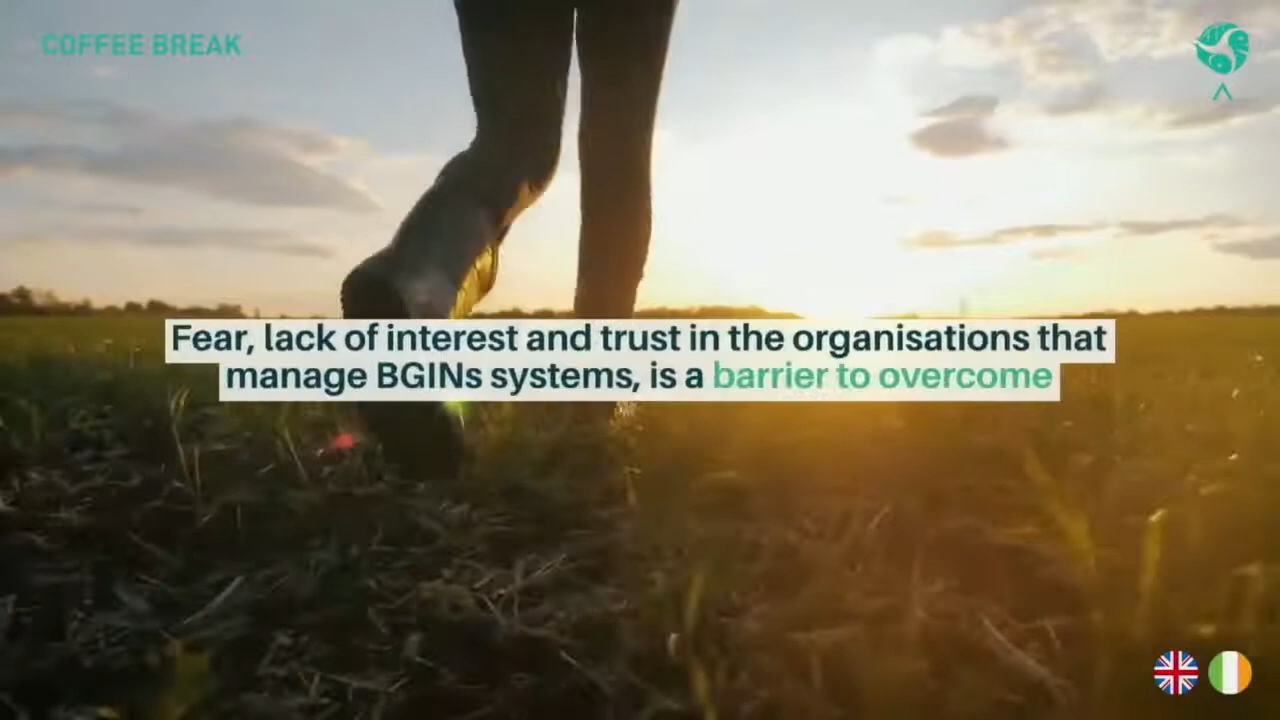 COFFEE BREAK
Fear, lack of interest and trust in the organisations that
manage BGINs systems, is a barrier to overcome